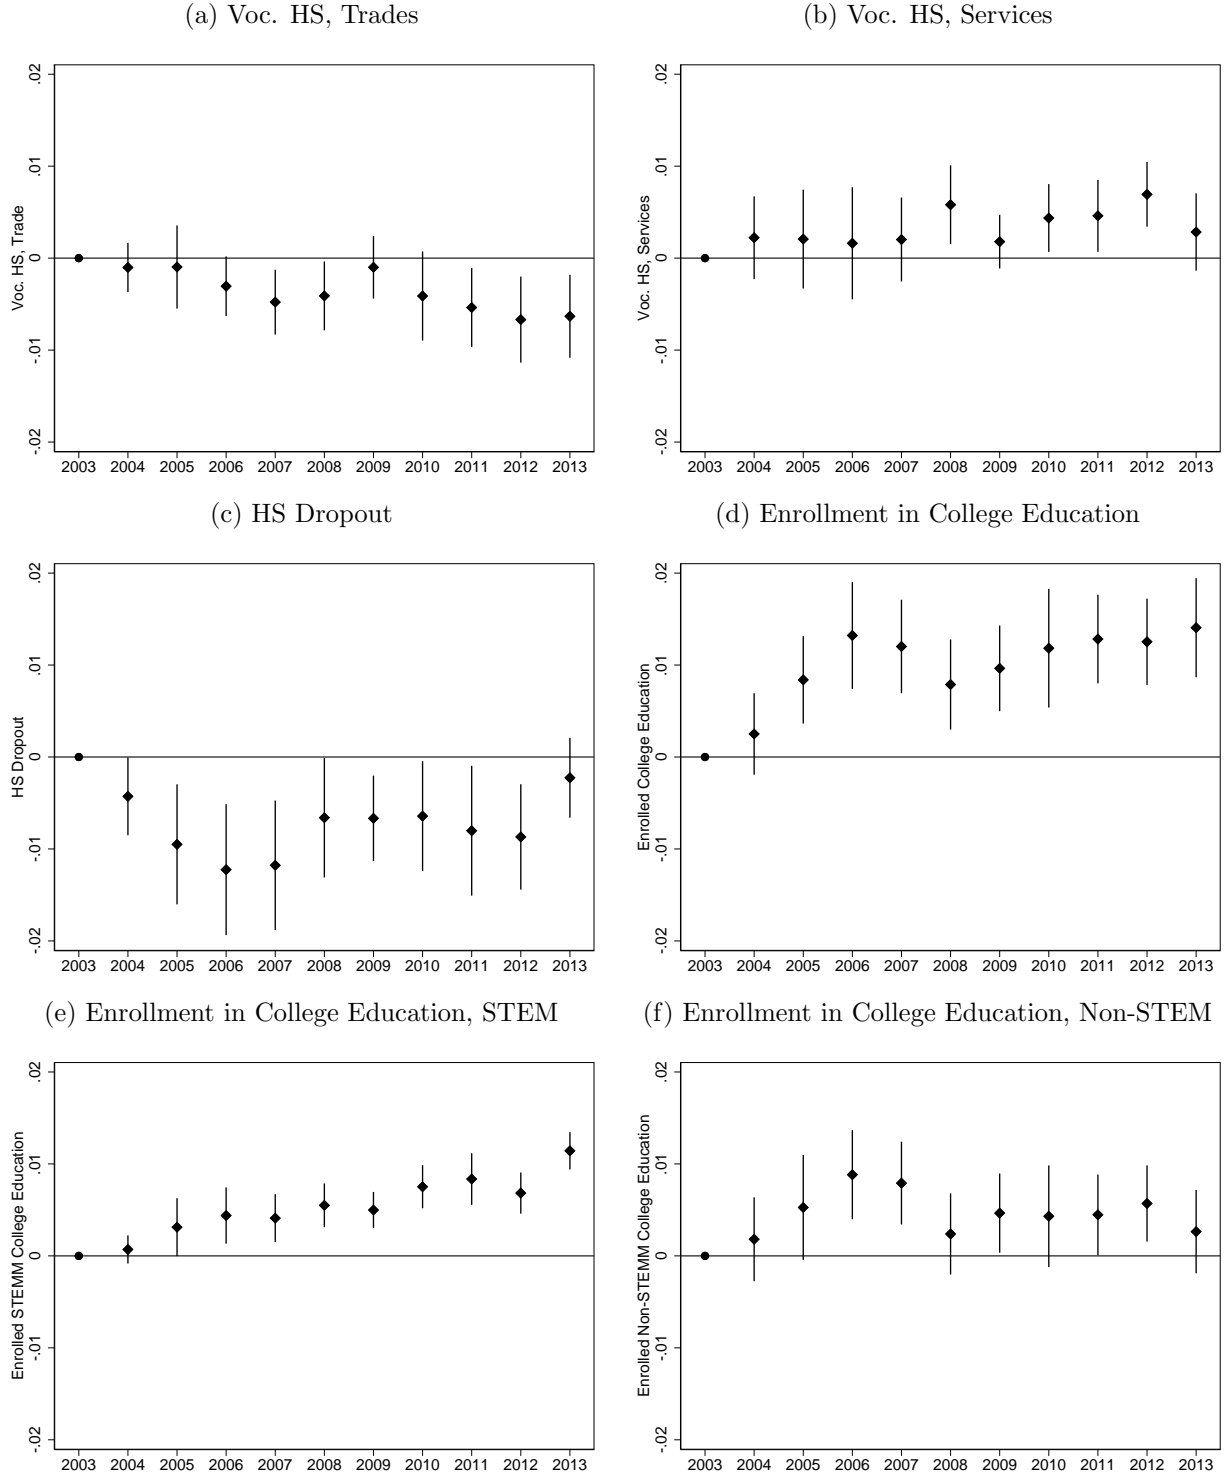 (a) Voc. HS, Trades
(b) Voc. HS, Services
Voc. HS, Trade
.02
.01
0
-.01
-.02
2003 2004 2005 2006 2007 2008 2009 2010 2011 2012 2013
Voc. HS, Services
.02
.01
0
-.01
-.02
2003 2004 2005 2006 2007 2008 2009 2010 2011 2012 2013
(c) HS Dropout
(d) Enrollment in College Education
HS Dropout
.02
.01
0
-.01
-.02
2003 2004 2005 2006 2007 2008 2009 2010 2011 2012 2013
Enrolled College Education
.02
.01
0
-.01
-.02
2003 2004 2005 2006 2007 2008 2009 2010 2011 2012 2013
(e) Enrollment in College Education, STEM
(f) Enrollment in College Education, Non-STEM
Enrolled STEMM College Education
.02
.01
0
-.01
-.02
2003 2004 2005 2006 2007 2008 2009 2010 2011 2012 2013
Enrolled Non-STEMM College Education
.02
.01
0
-.01
-.02
2003 2004 2005 2006 2007 2008 2009 2010 2011 2012 2013